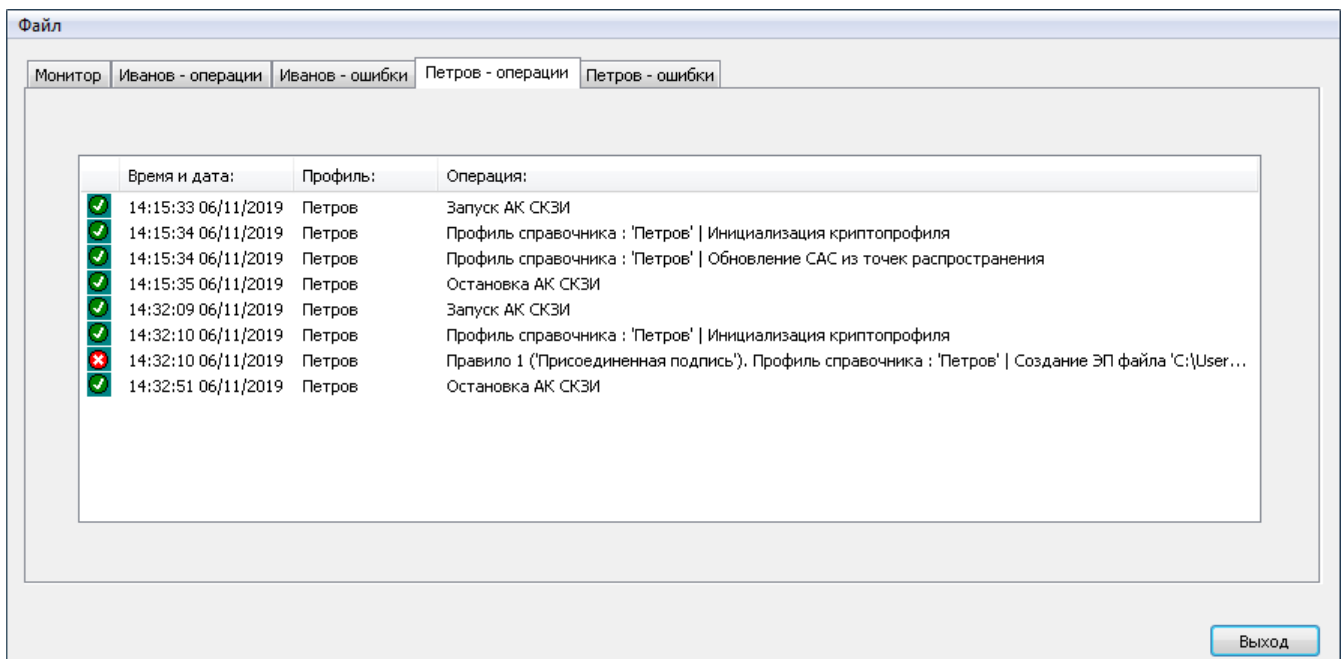 Файл
Монитор Иванов - операции Иванов - ошибки Петров - операции Петров - ошибки
Время и дата: Профиль: Операция:
14:15:33 06/11/2019 Петров Запуск АК СКЗИ
14:15:34 06/11/2019 Петров Профиль справочника : 'Петров' | Инициализация криптопрофиля
14:15:34 06/11/2019 Петров Профиль справочника : 'Петров' | Обновление САС из точек распространения
14:15:35 06/11/2019 Петров Остановка АК СКЗИ
14:32:09 06/11/2019 Петров Запуск АК СКЗИ
14:32:10 06/11/2019 Петров Профиль справочника : 'Петров' | Инициализация криптопрофиля
14:32:10 06/11/2019 Петров Правило 1 ('Присоединенная подпись'). Профиль справочника : 'Петров' | Создание ЭП файла 'C:\User...
14:32:51 06/11/2019 Петров Остановка АК СКЗИ
Выход